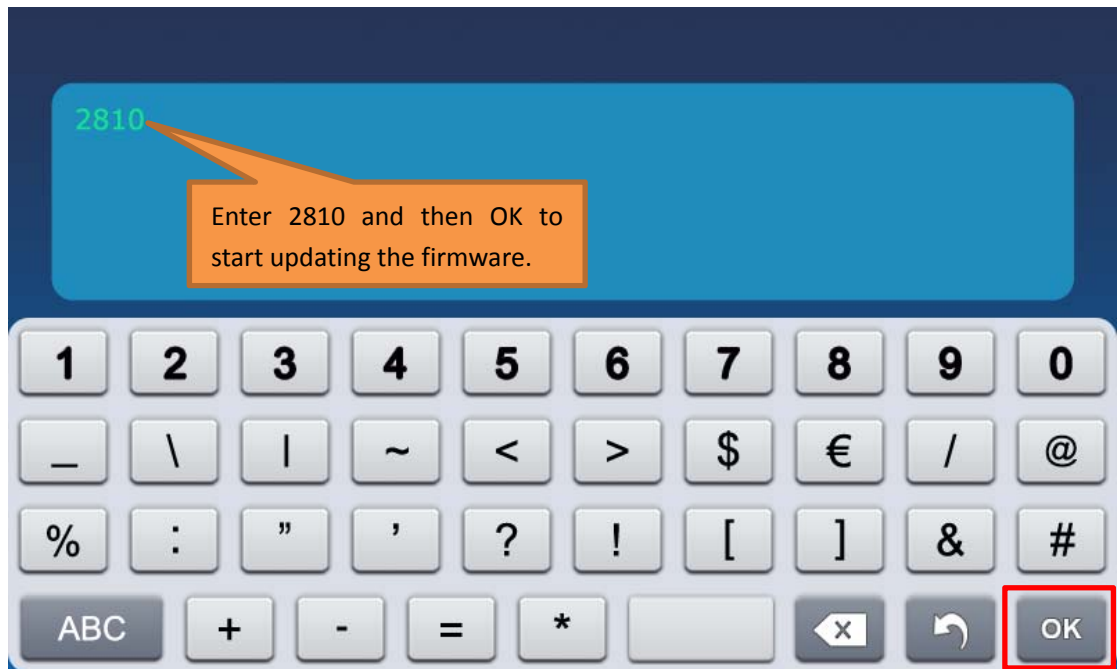 2810
Enter 2810 and then OK to
start updating the firmware.
1 2 3 4 5 6 7 8 9 0
_ \ | ~ < > $ € / @
% : ” ’ ? ! [ ] & #
ABC + - = * x OK